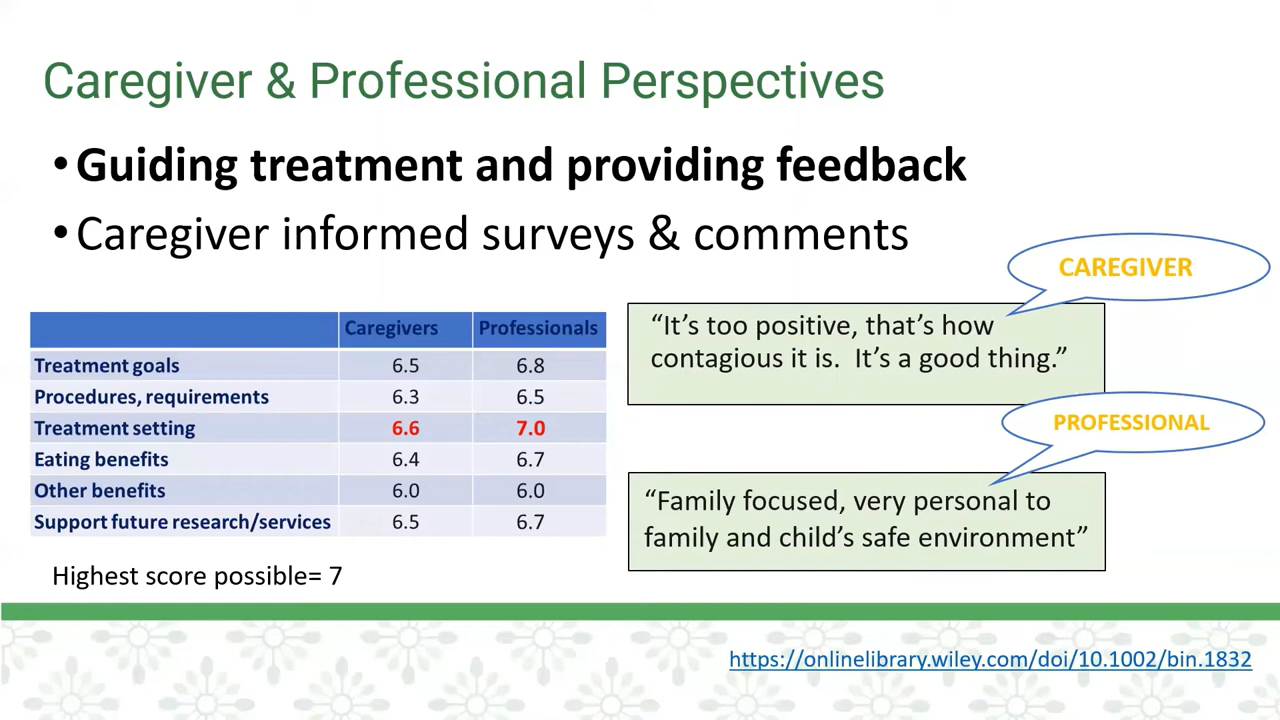 Caregiver & Professional Perspectives
•Guiding treatment and providing feedback
•Caregiver informed surveys & comments
Caregivers Professionals
Treatment goals 6.5 6.8
Procedures, requirements 6.3 6.5
Treatment setting 6.6 7.0
Eating benefits 6.4 6.7
Other benefits 6.0 6.0
Support future research/services 6.5 6.7
Highest score possible= 7
CAREGIVER
“It’s too positive, that’s how
contagious it is.  It’s a good thing.”
PROFESSIONAL
“Family focused, very personal to
family and child’s safe environment”
https://onlinelibrary.wiley.com/doi/10.1002/bin.1832